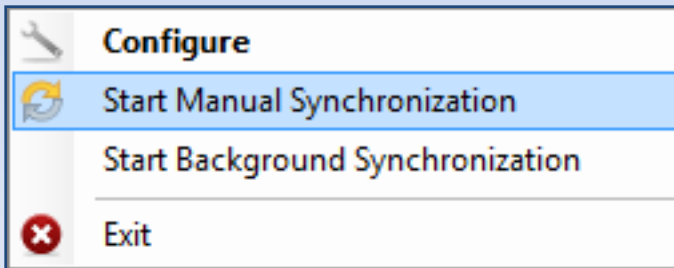 Configure
Start Manual Synchronization
Start Background Synchronization
Exit